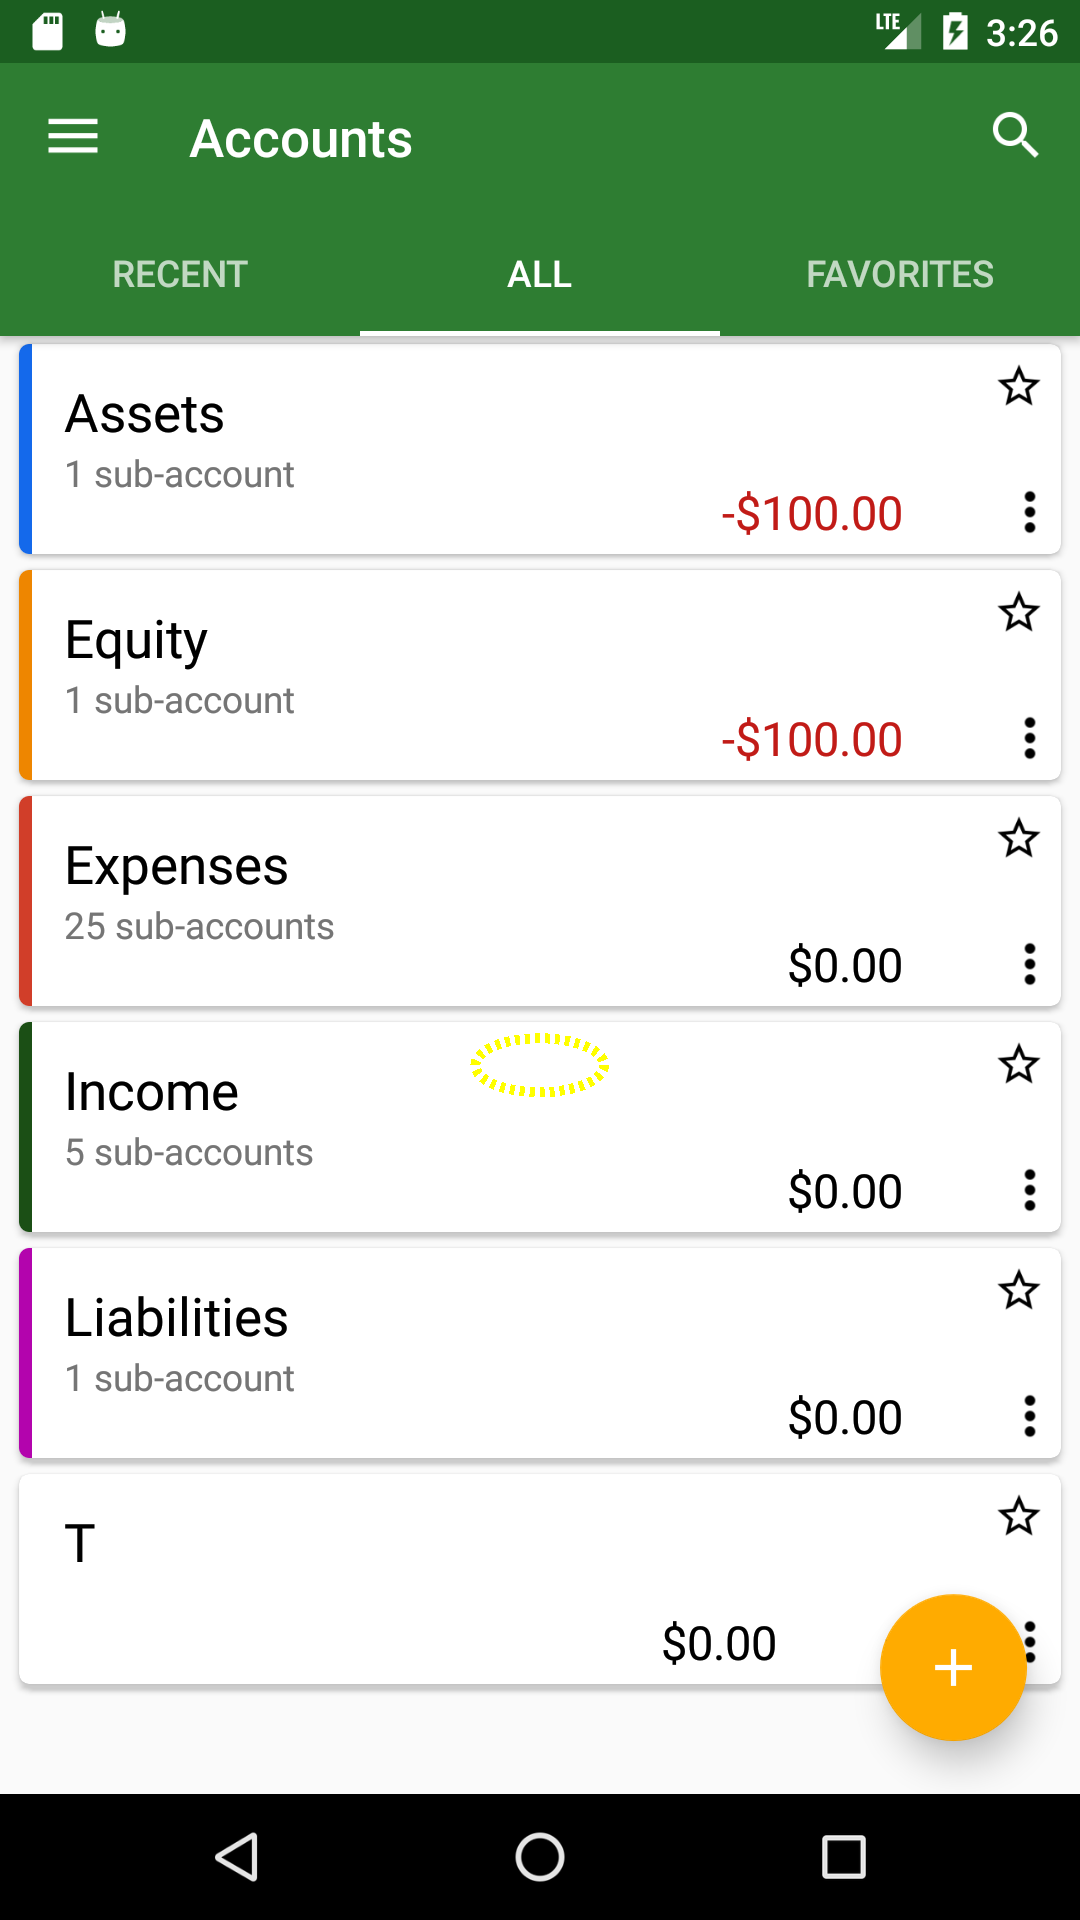 LTE 3:26
Accounts
RECENT ALL FAVORITES
Assets
1 sub-account
-$100.00
Equity
1 sub-account
-$100.00
Expenses
25 sub-accounts
$0.00
Income
5 sub-accounts
$0.00
Liabilities
1 sub-account
$0.00
T
$0.00